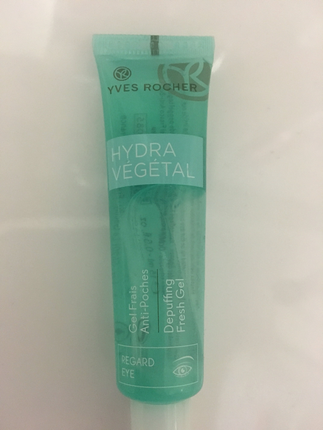 YVES ROCHER
HYDRA
VÉGÉTAL
Gel Frais
Anti-Poches
Depuffing
Fresh Gel
REGARD
EYE